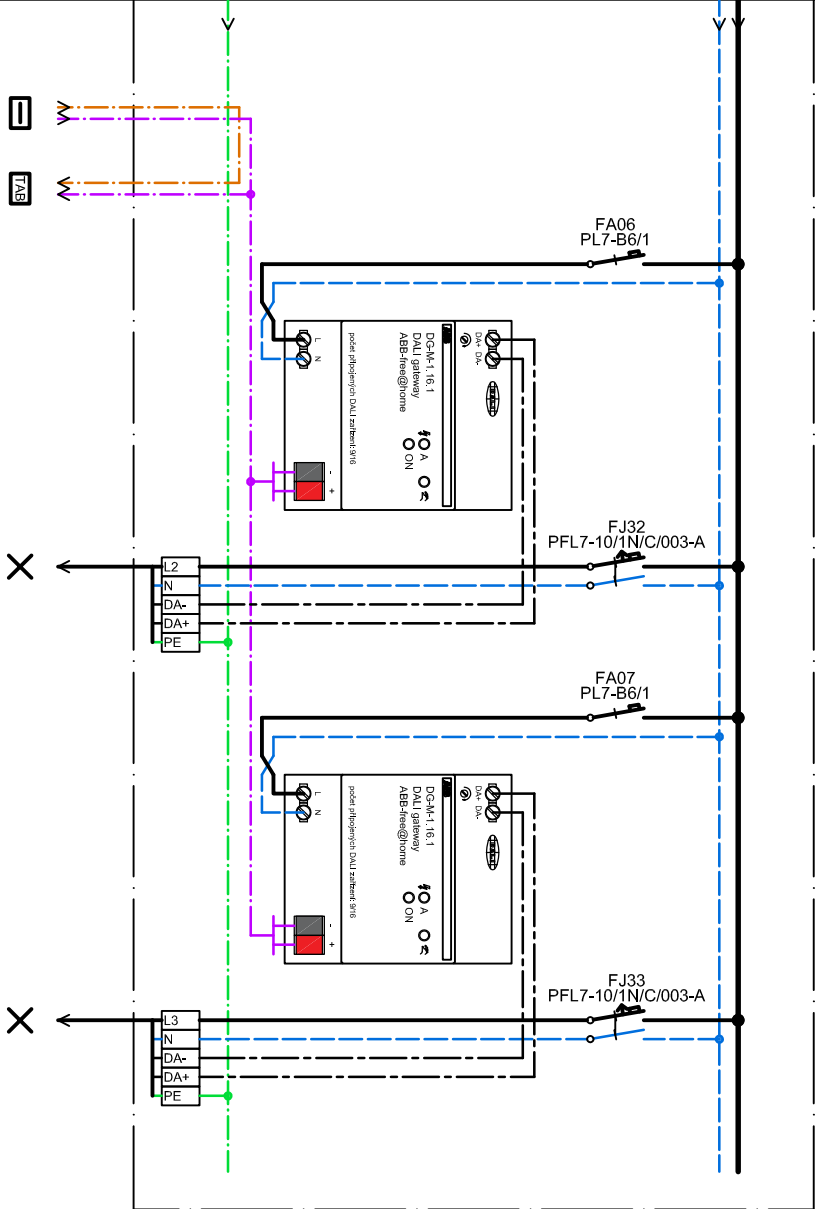 TAB
FA06
PL7-B6/1
DA+ DA-
ABB
DG-M-1.16.1
DALI gateway
ABB-free@home
A
ON
počet připojených DALI zařízení: 9/16
L N
- +
FJ32
PFL7-10/1N/C/003-A
L2
N
DA-
DA+
PE
FA07
PL7-B6/1
DA+ DA-
ABB
DG-M-1.16.1
DALI gateway
ABB-free@home
A
ON
počet připojených DALI zařízení: 9/16
L N
- +
FJ33
PFL7-10/1N/C/003-A
L3
N
DA-
DA+
PE